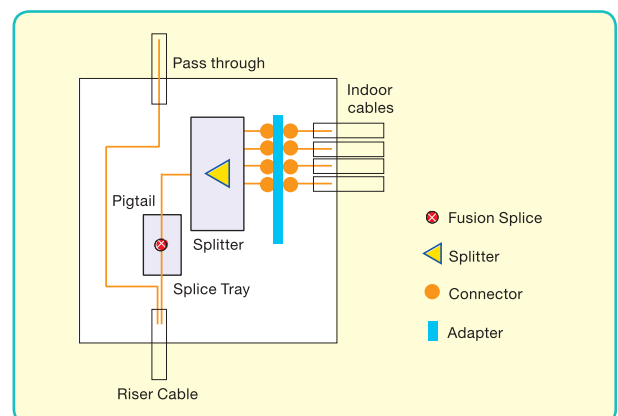 Pass through
Indoor
cables
Pigtail
Splitter
Splice Tray
Riser Cable
Fusion Splice
Splitter
Connector
Adapter